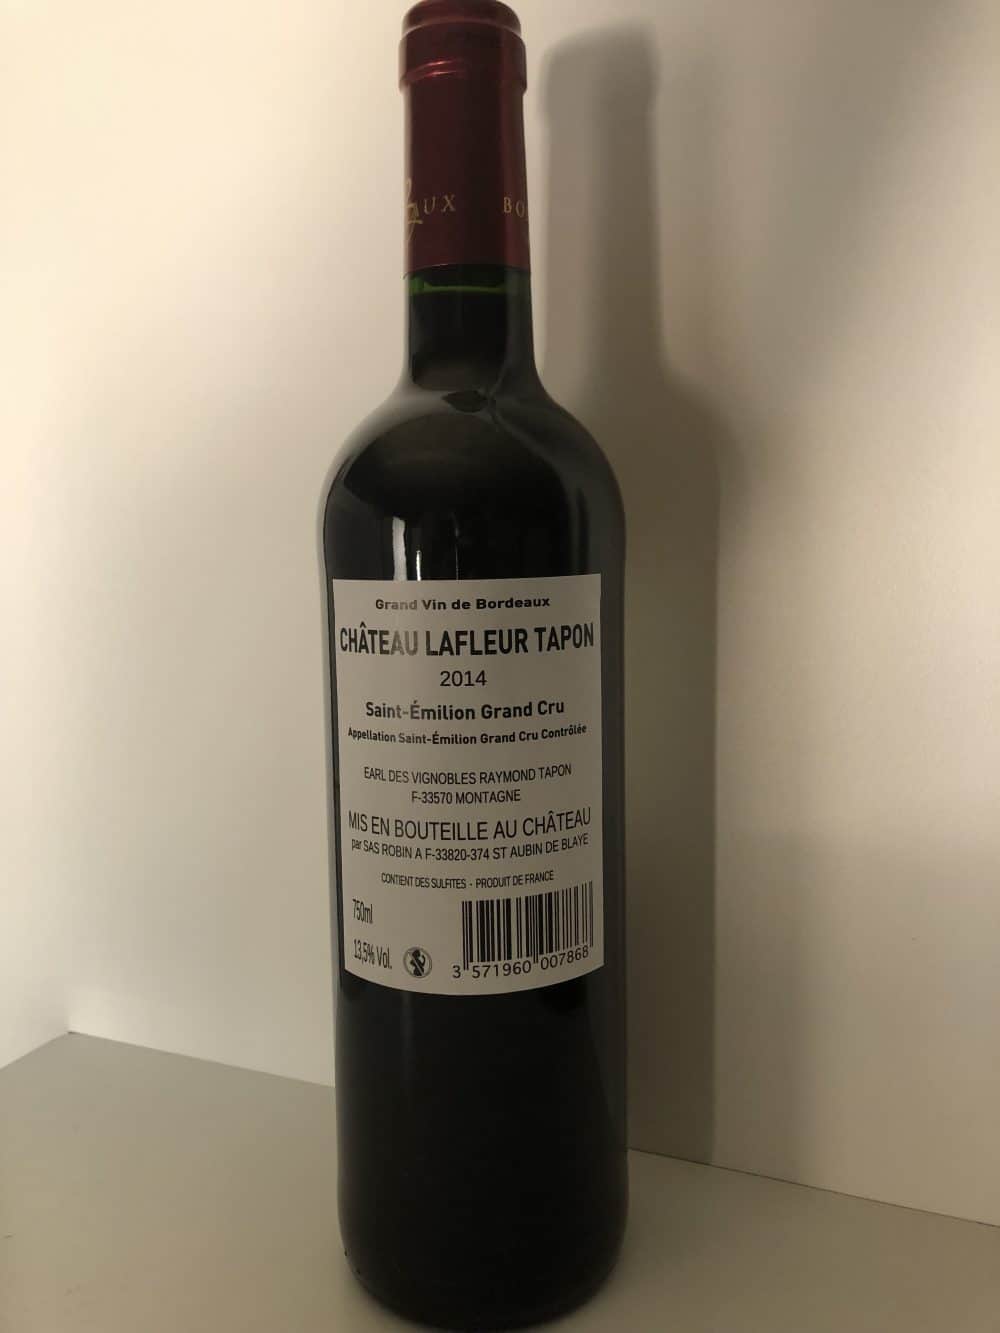 AUX BO
Grand Vin de Bordeaux
CHÂTEAU LAFLEUR TAPON
2014
Saint-Émilion Grand Cru
Appellation Saint-Émilion Grand Cru Contrôlée
EARL DES VIGNOBLES RAYMOND TAPON
F-33570 MONTAGNE
MIS EN BOUTEILLE AU CHÂTEAU
par SAS ROBIN A F-33820-374 ST AUBIN DE BLAYE
CONTIENT DES SULFITES - PRODUIT DE FRANCE
750ml
13,5% Vol.
3 571960 007868